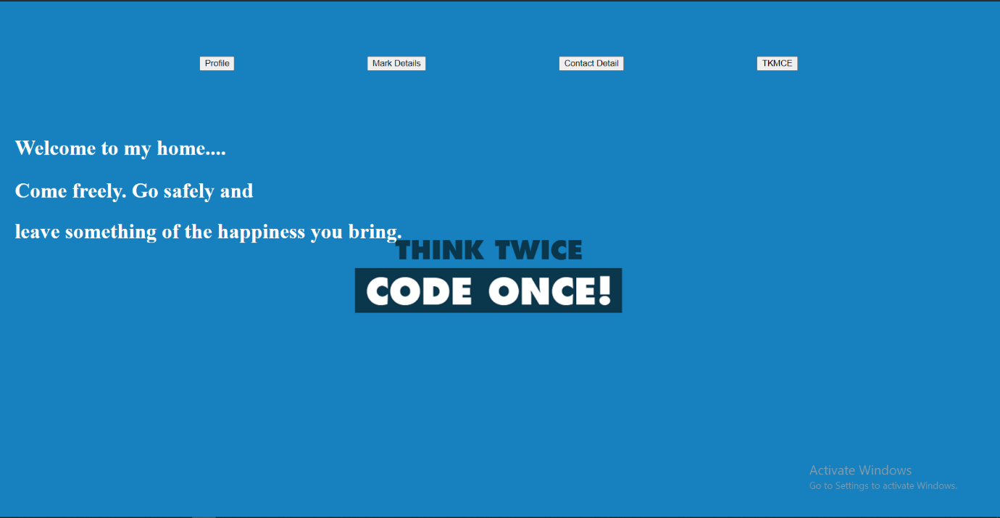 Profile
Mark Details
Contact Detail
TKMCE
Welcome to my home....
Come freely. Go safely and
leave something of the happiness you bring.
THINK TWICE
CODE ONCE!
Activate Windows
Go to Settings to activate Windows.